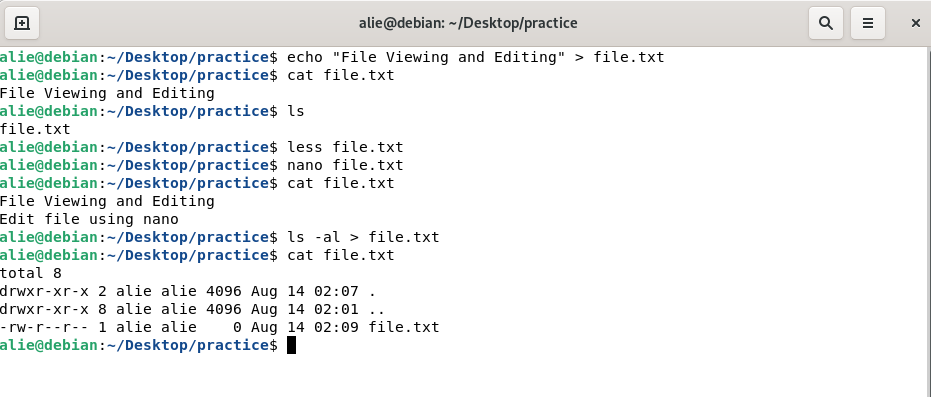 alie@debian: ~/Desktop/practice
alie@debian:~/Desktop/practice$ echo "File Viewing and Editing" > file.txt
alie@debian:~/Desktop/practice$ cat file.txt
File Viewing and Editing
alie@debian:~/Desktop/practice$ ls
file.txt
alie@debian:~/Desktop/practice$ less file.txt
alie@debian:~/Desktop/practice$ nano file.txt
alie@debian:~/Desktop/practice$ cat file.txt
File Viewing and Editing
Edit file using nano
alie@debian:~/Desktop/practice$ ls -al > file.txt
alie@debian:~/Desktop/practice$ cat file.txt
total 8
drwxr-xr-x 2 alie alie 4096 Aug 14 02:07 .
drwxr-xr-x 8 alie alie 4096 Aug 14 02:01 ..
-rw-r--r-- 1 alie alie    0 Aug 14 02:09 file.txt
alie@debian:~/Desktop/practice$